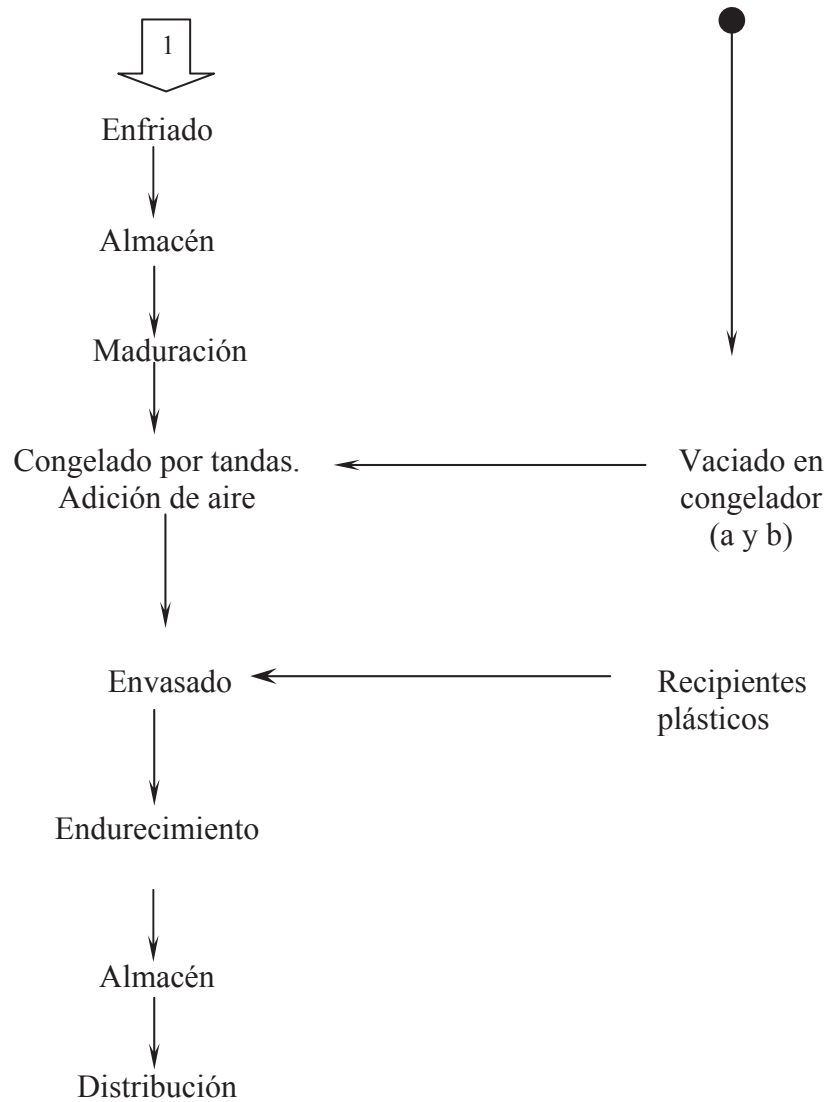 1
Enfriado
Almacén
Maduración
Congelado por tandas.
Adición de aire
Vaciado en
congelador
(a y b)
Envasado
Recipientes
plásticos
Endurecimiento
Almacén
Distribución